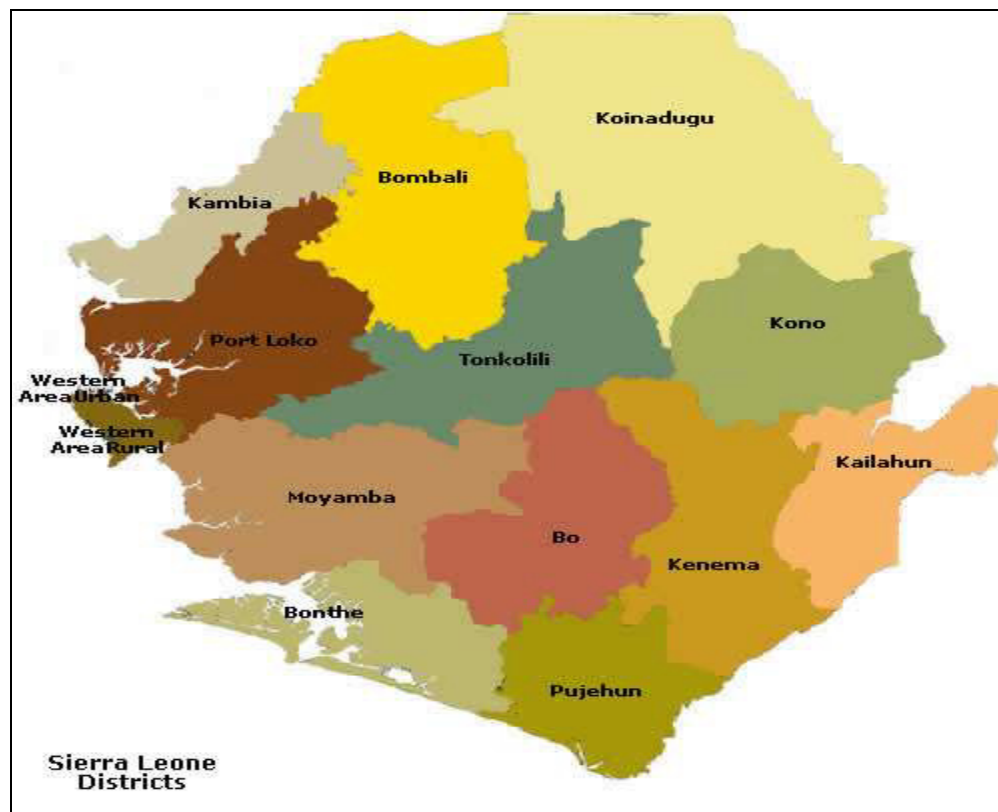 Koinadugu
Bombali
Kambia
Kono
Port Loko
Tonkolili
Western
AreaUrban
Western
AreaRural
Kailahun
Moyamba
Bo
Kenema
Bonthe
Pujehun
Sierra Leone
Districts